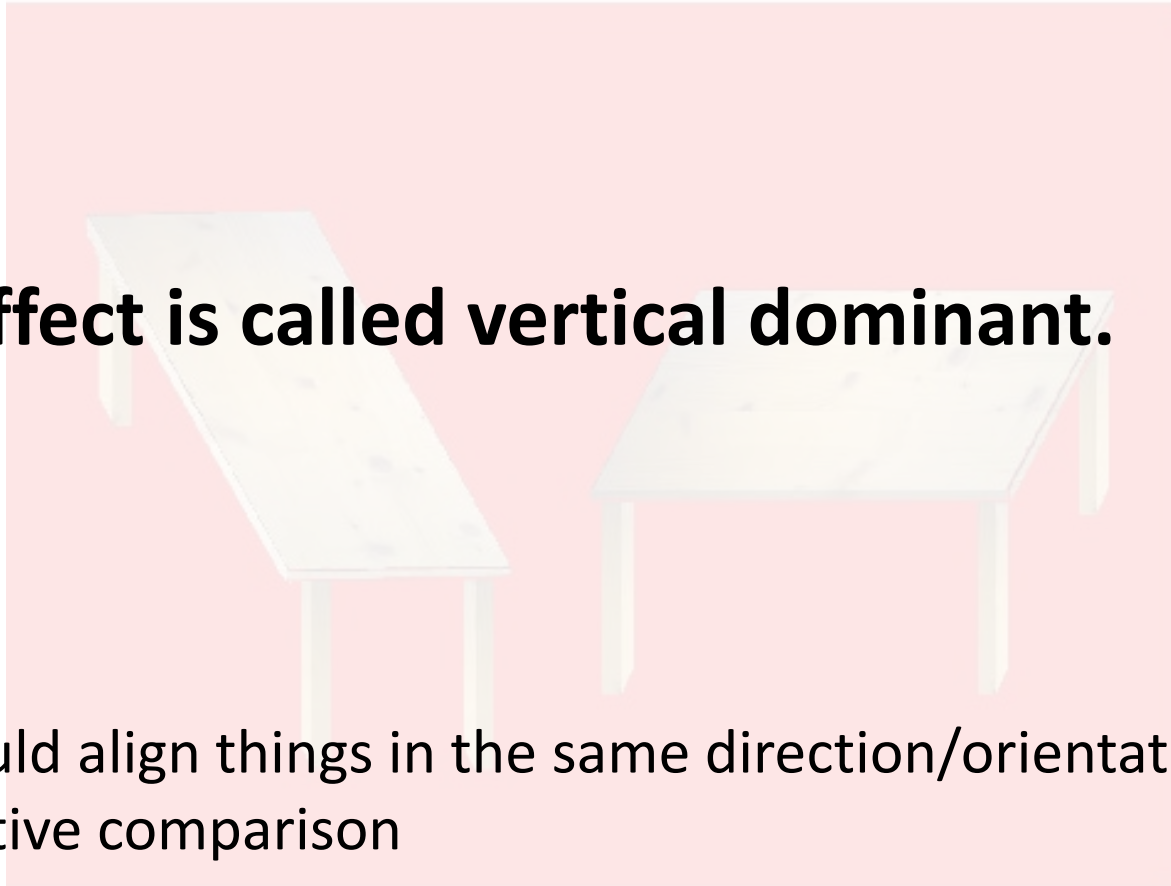 ffect is called vertical dominant.
uld align things in the same direction/orientat
tive comparison